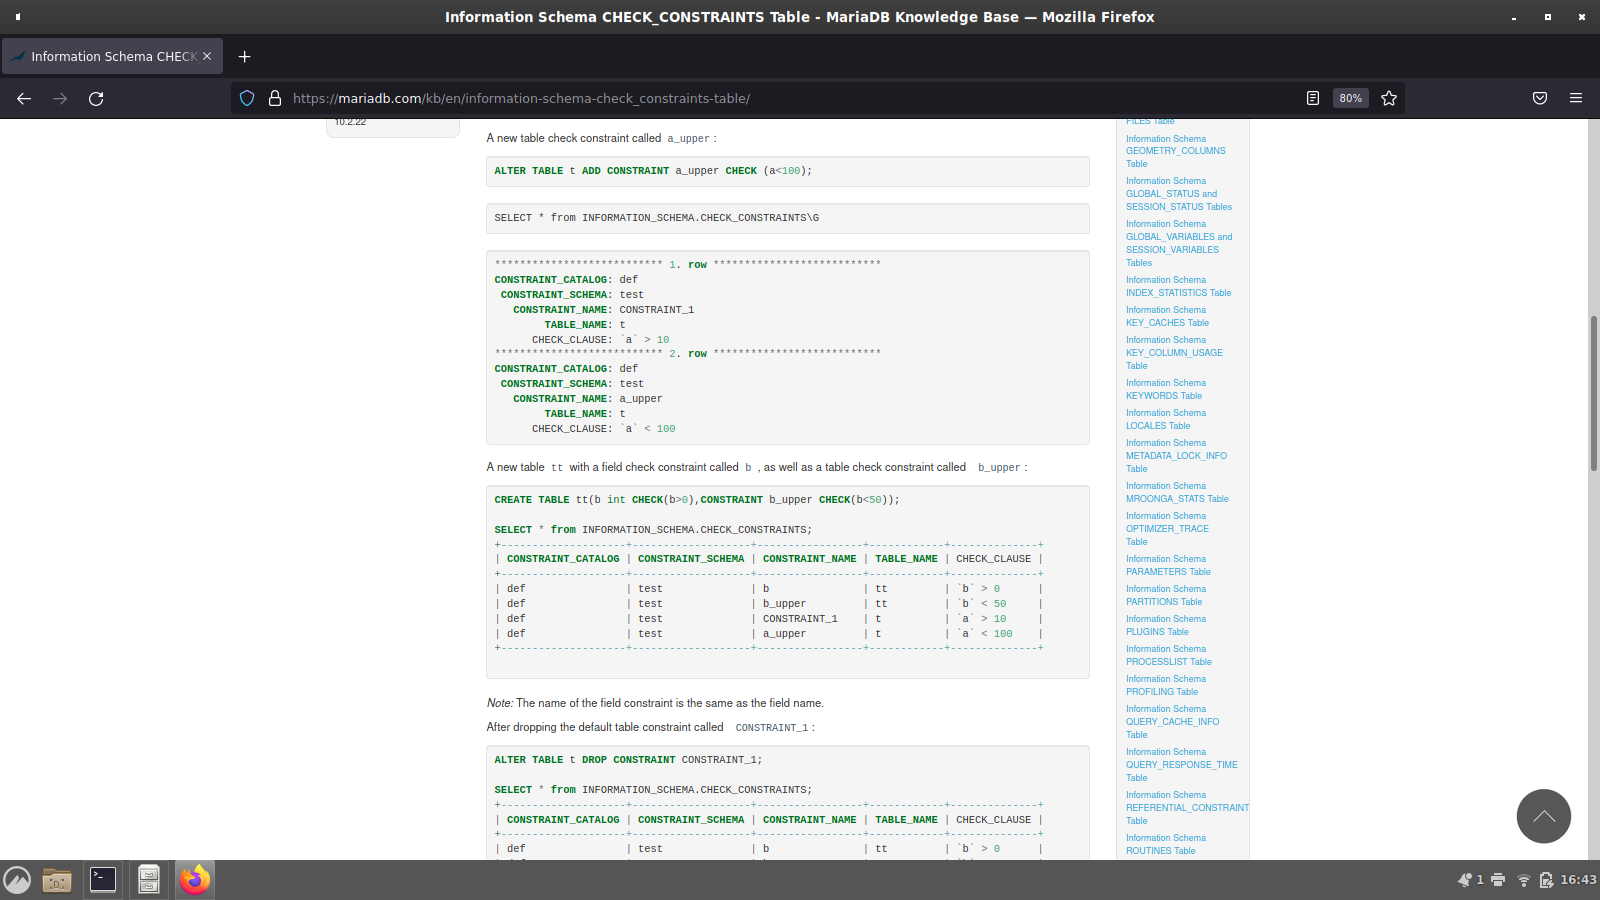 Information Schema CHECK_CONSTRAINTS Table - MariaDB Knowledge Base — Mozilla Firefox
Information Schema CHECK
https://mariadb.com/kb/en/information-schema-check_constraints-table/
80%
10.2.22
A new table check constraint called a_upper :
ALTER TABLE t ADD CONSTRAINT a_upper CHECK (a<100);
SELECT * from INFORMATION_SCHEMA.CHECK_CONSTRAINTS\G
*************************** 1. row ***************************
CONSTRAINT_CATALOG: def
CONSTRAINT_SCHEMA: test
CONSTRAINT_NAME: CONSTRAINT_1
TABLE_NAME: t
CHECK_CLAUSE: `a` > 10
*************************** 2. row ***************************
CONSTRAINT_CATALOG: def
CONSTRAINT_SCHEMA: test
CONSTRAINT_NAME: a_upper
TABLE_NAME: t
CHECK_CLAUSE: `a` < 100
A new table tt with a field check constraint called b , as well as a table check constraint called b_upper :
CREATE TABLE tt(b int CHECK(b>0),CONSTRAINT b_upper CHECK(b<50));
SELECT * from INFORMATION_SCHEMA.CHECK_CONSTRAINTS;
+--------------------+-------------------+-----------------+------------+--------------+
| CONSTRAINT_CATALOG | CONSTRAINT_SCHEMA | CONSTRAINT_NAME | TABLE_NAME | CHECK_CLAUSE |
+--------------------+-------------------+-----------------+------------+--------------+
| def                | test              | b               | tt         | `b` > 0      |
| def                | test              | b_upper         | tt         | `b` < 50     |
| def                | test              | CONSTRAINT_1    | t          | `a` > 10     |
| def                | test              | a_upper         | t          | `a` < 100    |
+--------------------+-------------------+-----------------+------------+--------------+
Note: The name of the field constraint is the same as the field name.
After dropping the default table constraint called CONSTRAINT_1 :
ALTER TABLE t DROP CONSTRAINT CONSTRAINT_1;
SELECT * from INFORMATION_SCHEMA.CHECK_CONSTRAINTS;
+--------------------+-------------------+-----------------+------------+--------------+
| CONSTRAINT_CATALOG | CONSTRAINT_SCHEMA | CONSTRAINT_NAME | TABLE_NAME | CHECK_CLAUSE |
+--------------------+-------------------+-----------------+------------+--------------+
| def                | test              | b               | tt         | `b` > 0      |
FILES Table
Information Schema
GEOMETRY_COLUMNS
Table
Information Schema
GLOBAL_STATUS and
SESSION_STATUS Tables
Information Schema
GLOBAL_VARIABLES and
SESSION_VARIABLES
Tables
Information Schema
INDEX_STATISTICS Table
Information Schema
KEY_CACHES Table
Information Schema
KEY_COLUMN_USAGE
Table
Information Schema
KEYWORDS Table
Information Schema
LOCALES Table
Information Schema
METADATA_LOCK_INFO
Table
Information Schema
MROONGA_STATS Table
Information Schema
OPTIMIZER_TRACE
Table
Information Schema
PARAMETERS Table
Information Schema
PARTITIONS Table
Information Schema
PLUGINS Table
Information Schema
PROCESSLIST Table
Information Schema
PROFILING Table
Information Schema
QUERY_CACHE_INFO
Table
Information Schema
QUERY_RESPONSE_TIME
Table
Information Schema
REFERENTIAL_CONSTRAINT
Table
Information Schema
ROUTINES Table
1
16:43